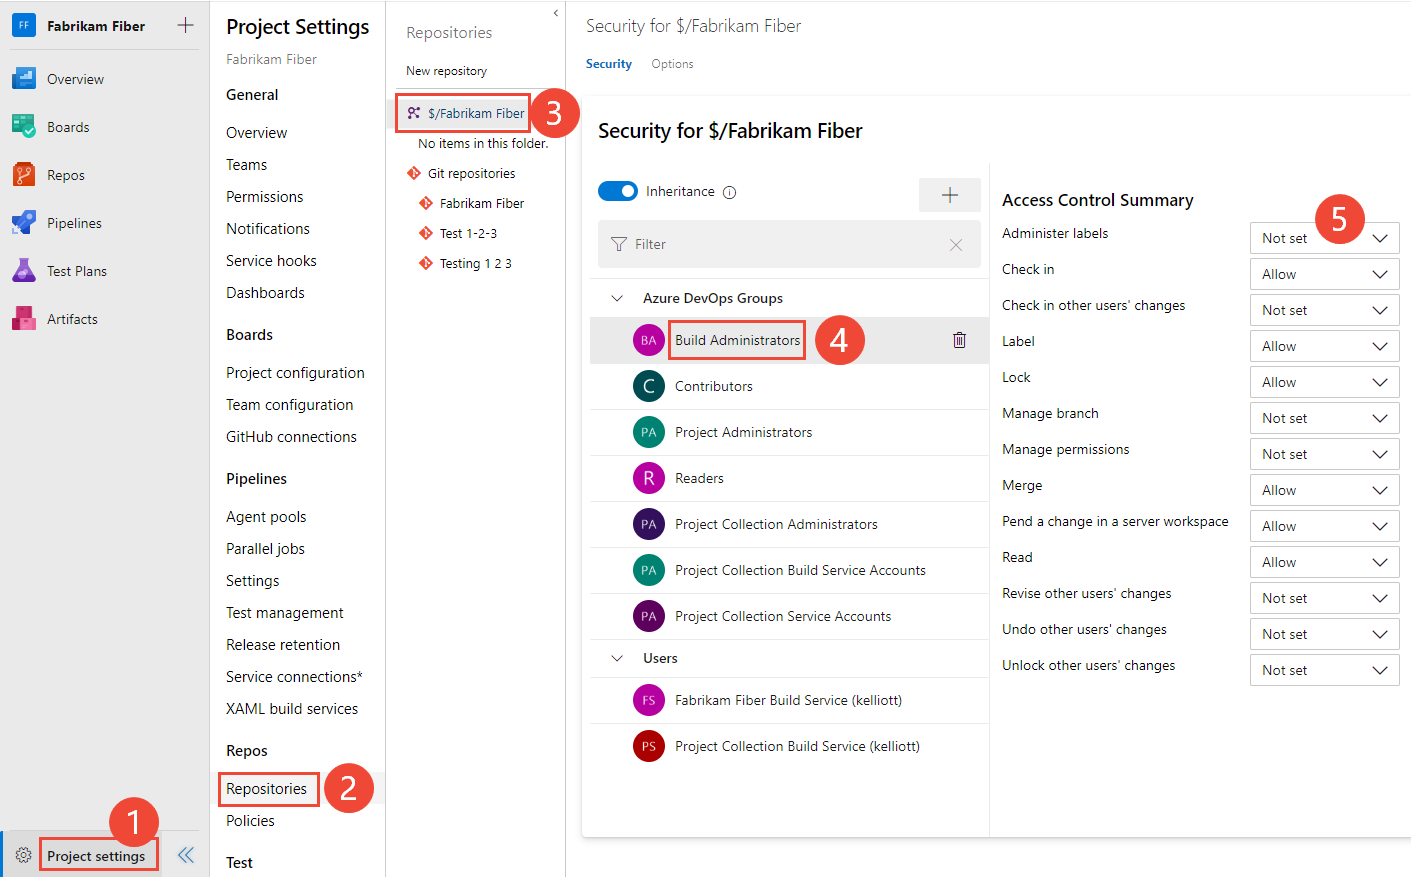 FF Fabrikam Fiber
Overview
Boards
Repos
Pipelines
Test Plans
Artifacts
1
Project settings
Project Settings
Fabrikam Fiber
General
Overview
Teams
Permissions
Notifications
Service hooks
Dashboards
Boards
Project configuration
Team configuration
GitHub connections
Pipelines
Agent pools
Parallel jobs
Settings
Test management
Release retention
Service connections*
XAML build services
Repos
Repositories 2
Policies
Test
Repositories
New repository
$/Fabrikam Fiber 3
No items in this folder.
Git repositories
Fabrikam Fiber
Test 1-2-3
Testing 1 2 3
Security for $/Fabrikam Fiber
Security Options
Security for $/Fabrikam Fiber
Inheritance
Filter
Azure DevOps Groups
BA Build Administrators 4
C Contributors
PA Project Administrators
R Readers
PA Project Collection Administrators
PA Project Collection Build Service Accounts
PA Project Collection Service Accounts
Users
FS Fabrikam Fiber Build Service (kelliott)
PS Project Collection Build Service (kelliott)
Access Control Summary
5
Administer labels Not set
Check in Allow
Check in other users' changes Not set
Label Allow
Lock Allow
Manage branch Not set
Manage permissions Not set
Merge Allow
Pend a change in a server workspace Allow
Read Allow
Revise other users' changes Not set
Undo other users' changes Not set
Unlock other users' changes Not set